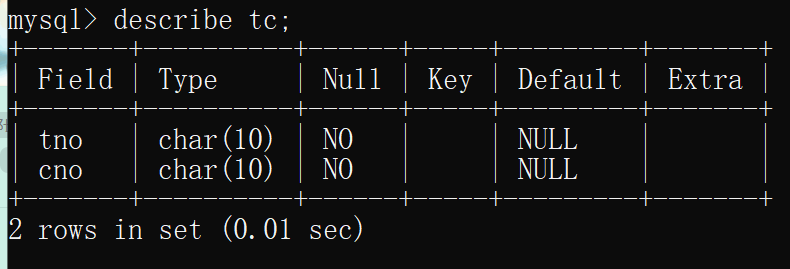 mysql> describe tc;
+-------+----------+------+-----+---------+-------+
| Field | Type     | Null | Key | Default | Extra |
+-------+----------+------+-----+---------+-------+
| tno   | char(10) | NO   |     | NULL    |       |
| cno   | char(10) | NO   |     | NULL    |       |
+-------+----------+------+-----+---------+-------+
2 rows in set (0.01 sec)